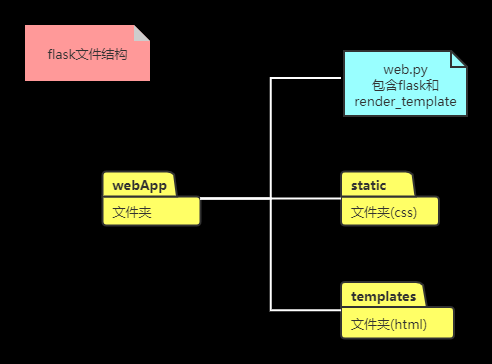 flask文件结构
web.py
包含flask和
render_template
webApp
文件夹
static
文件夹(css)
templates
文件夹(html)